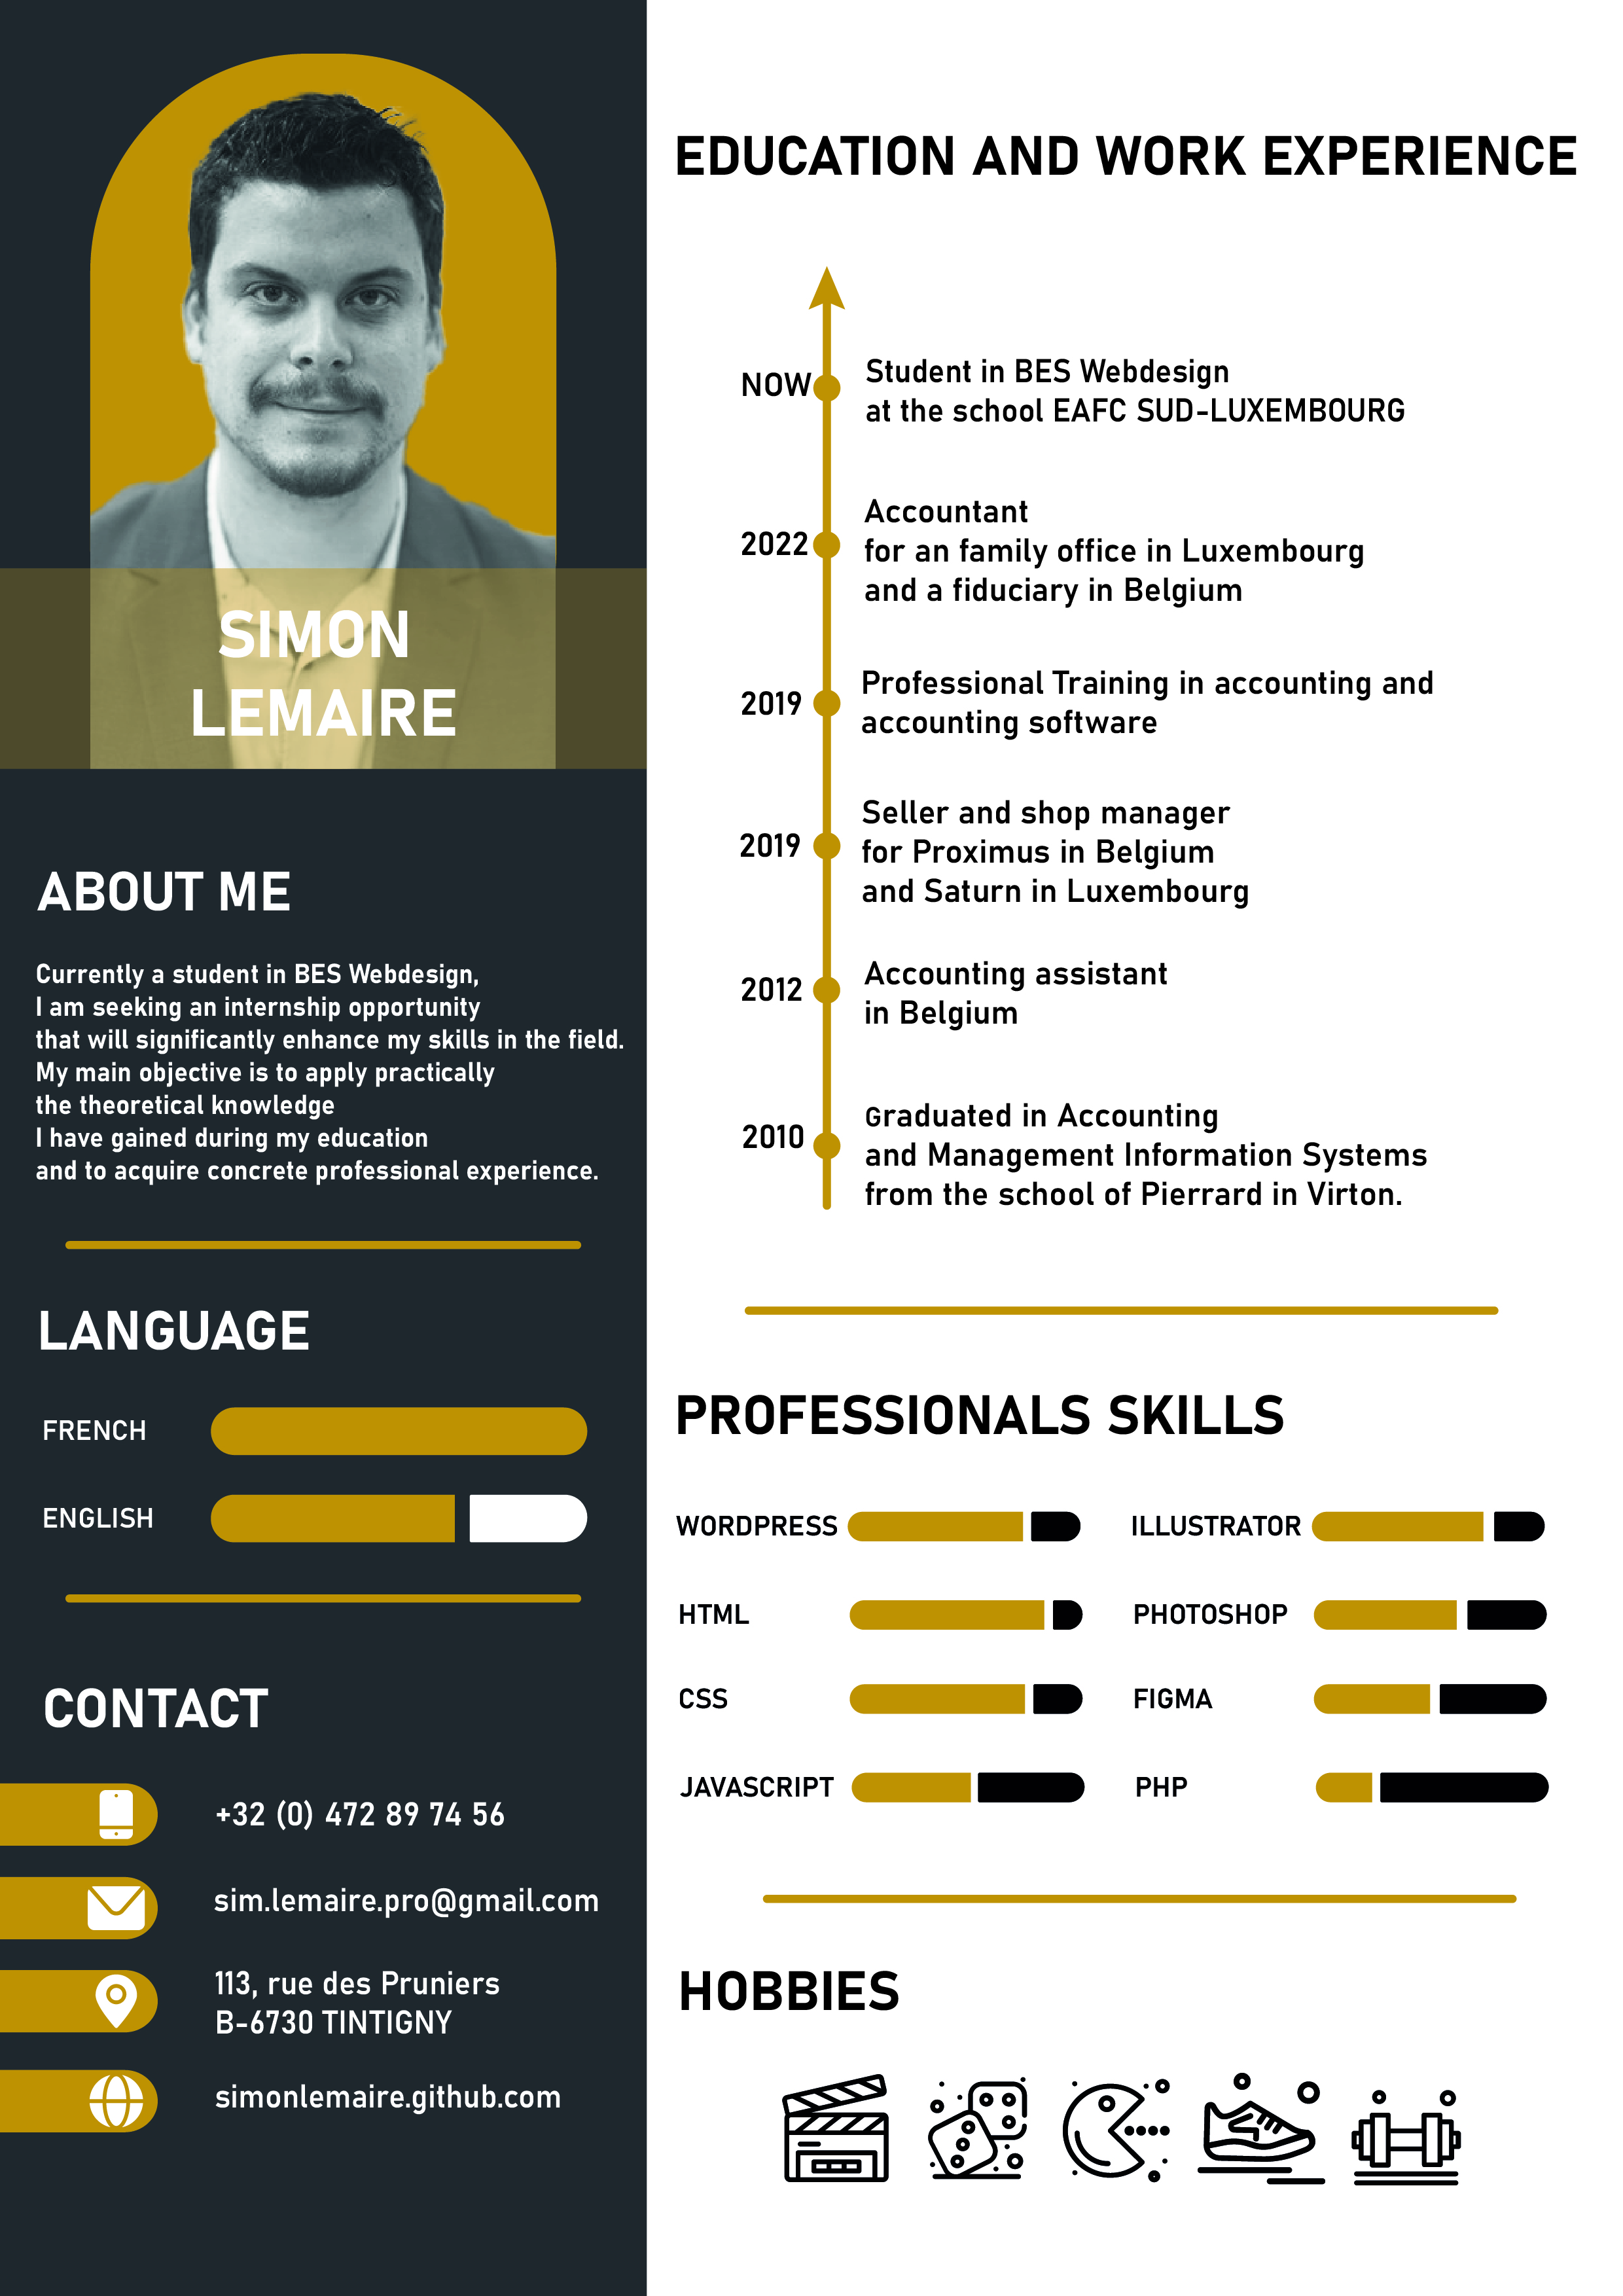 SIMON
LEMAIRE
ABOUT ME
Currently a student in BES Webdesign,
I am seeking an internship opportunity
that will significantly enhance my skills in the field.
My main objective is to apply practically
the theoretical knowledge
I have gained during my education
and to acquire concrete professional experience.
LANGUAGE
FRENCH
ENGLISH
CONTACT
+32 (0) 472 89 74 56
sim.lemaire.pro@gmail.com
113, rue des Pruniers
B-6730 TINTIGNY
simonlemaire.github.com
EDUCATION AND WORK EXPERIENCE
NOW
Student in BES Webdesign
at the school EAFC SUD-LUXEMBOURG
2022
Accountant
for an family office in Luxembourg
and a fiduciary in Belgium
2019
Professional Training in accounting and
accounting software
2019
Seller and shop manager
for Proximus in Belgium
and Saturn in Luxembourg
2012
Accounting assistant
in Belgium
2010
Graduated in Accounting
and Management Information Systems
from the school of Pierrard in Virton.
PROFESSIONALS SKILLS
WORDPRESS
HTML
CSS
JAVASCRIPT
ILLUSTRATOR
PHOTOSHOP
FIGMA
PHP
HOBBIES